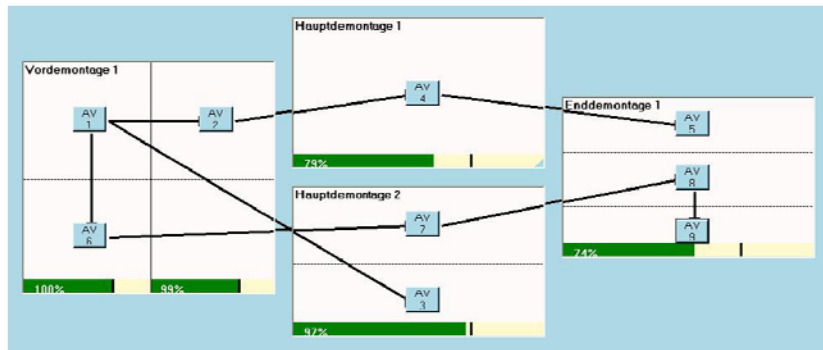 Hauptdemontage 1
Vordemontage 1
AV
4
AV
1
AV
2
Enddemontage 1
AV
5
79%
AV
8
Hauptdemontage 2
AV
7
AV
6
AV
9
74%
100%
99%
AV
3
97%